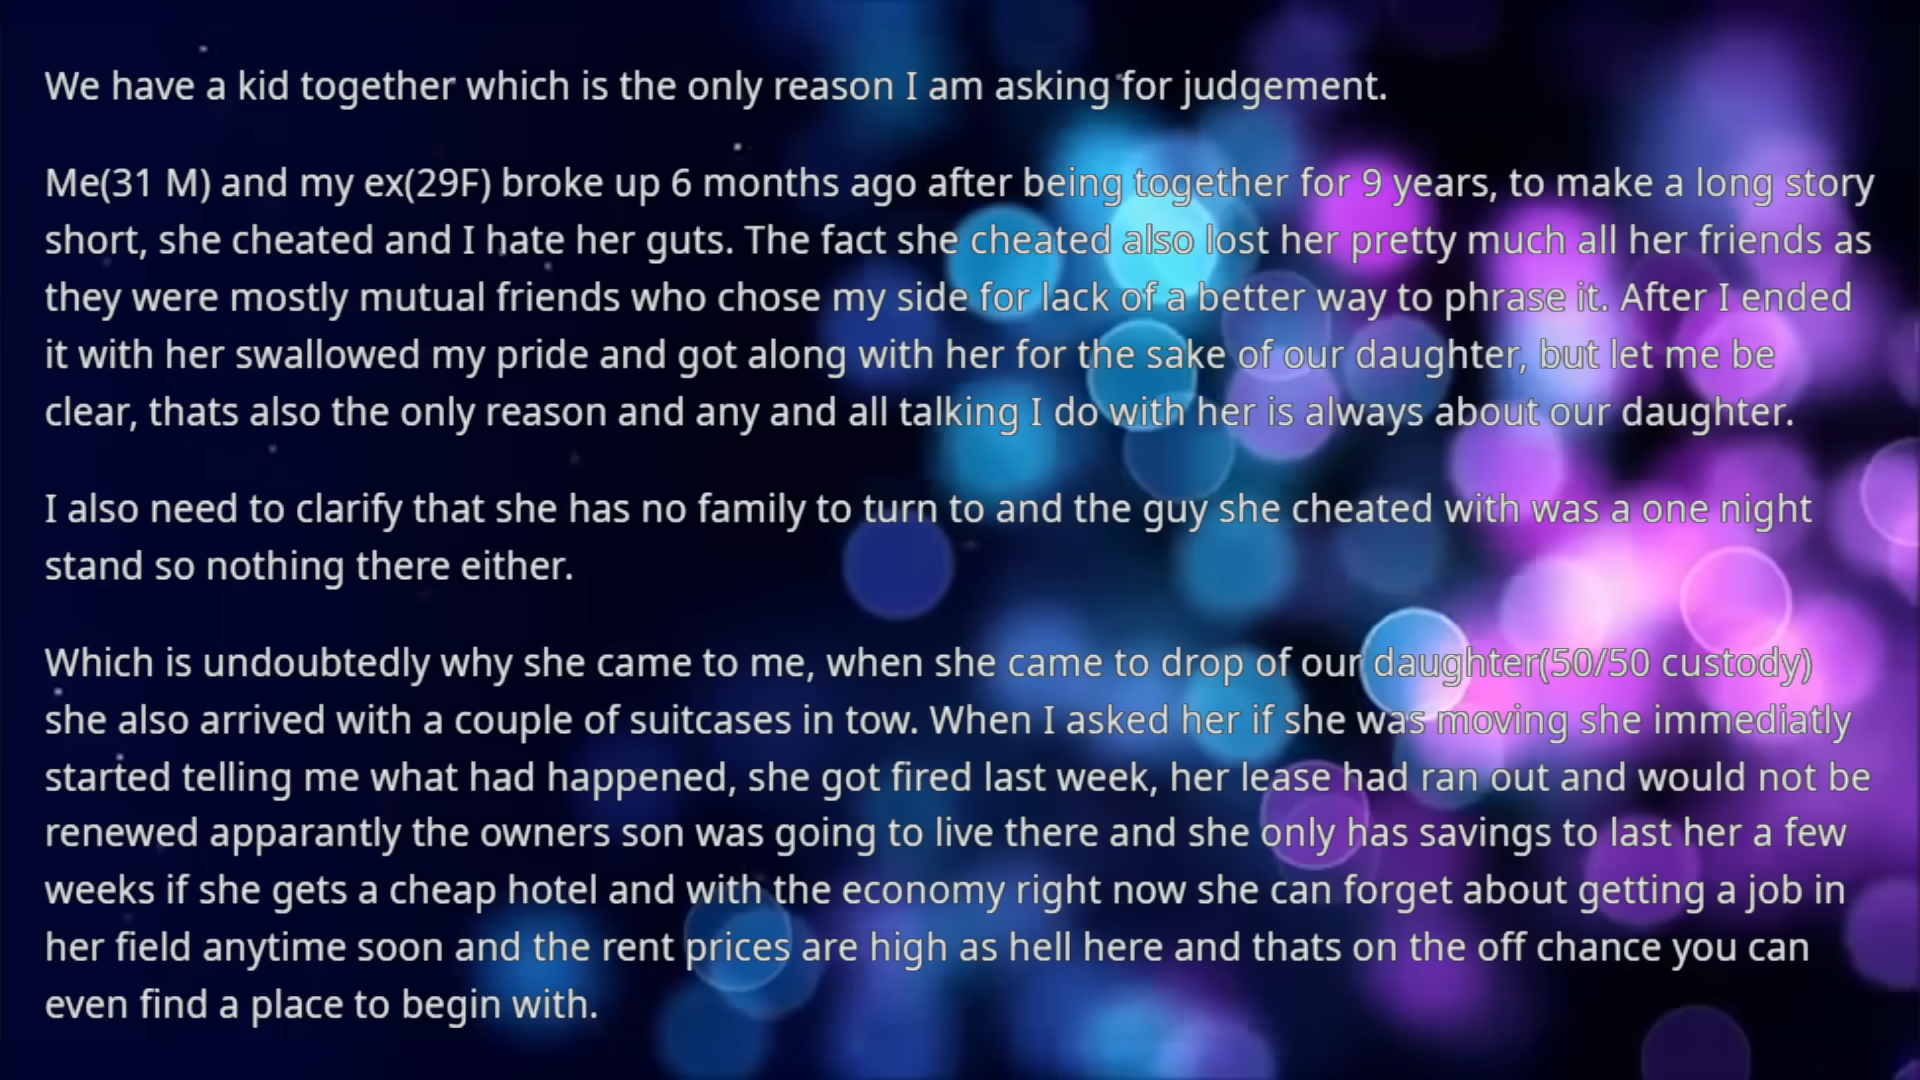 We have a kid together which is the only reason I am asking for judgement.
Me(31 M) and my ex(29F) broke up 6 months ago after being together for 9 years, to make a long story
short, she cheated and I hate her guts. The fact she cheated also lost her pretty much all her friends as
they were mostly mutual friends who chose my side for lack of a better way to phrase it. After I ended
it with her swallowed my pride and got along with her for the sake of our daughter, but let me be
clear, thats also the only reason and any and all talking I do with her is always about our daughter.
I also need to clarify that she has no family to turn to and the guy she cheated with was a one night
stand so nothing there either.
Which is undoubtedly why she came to me, when she came to drop of our daughter(50/50 custody)
she also arrived with a couple of suitcases in tow. When I asked her if she was moving she immediatly
started telling me what had happened, she got fired last week, her lease had ran out and would not be
renewed apparantly the owners son was going to live there and she only has savings to last her a few
weeks if she gets a cheap hotel and with the economy right now she can forget about getting a job in
her field anytime soon and the rent prices are high as hell here and thats on the off chance you can
even find a place to begin with.